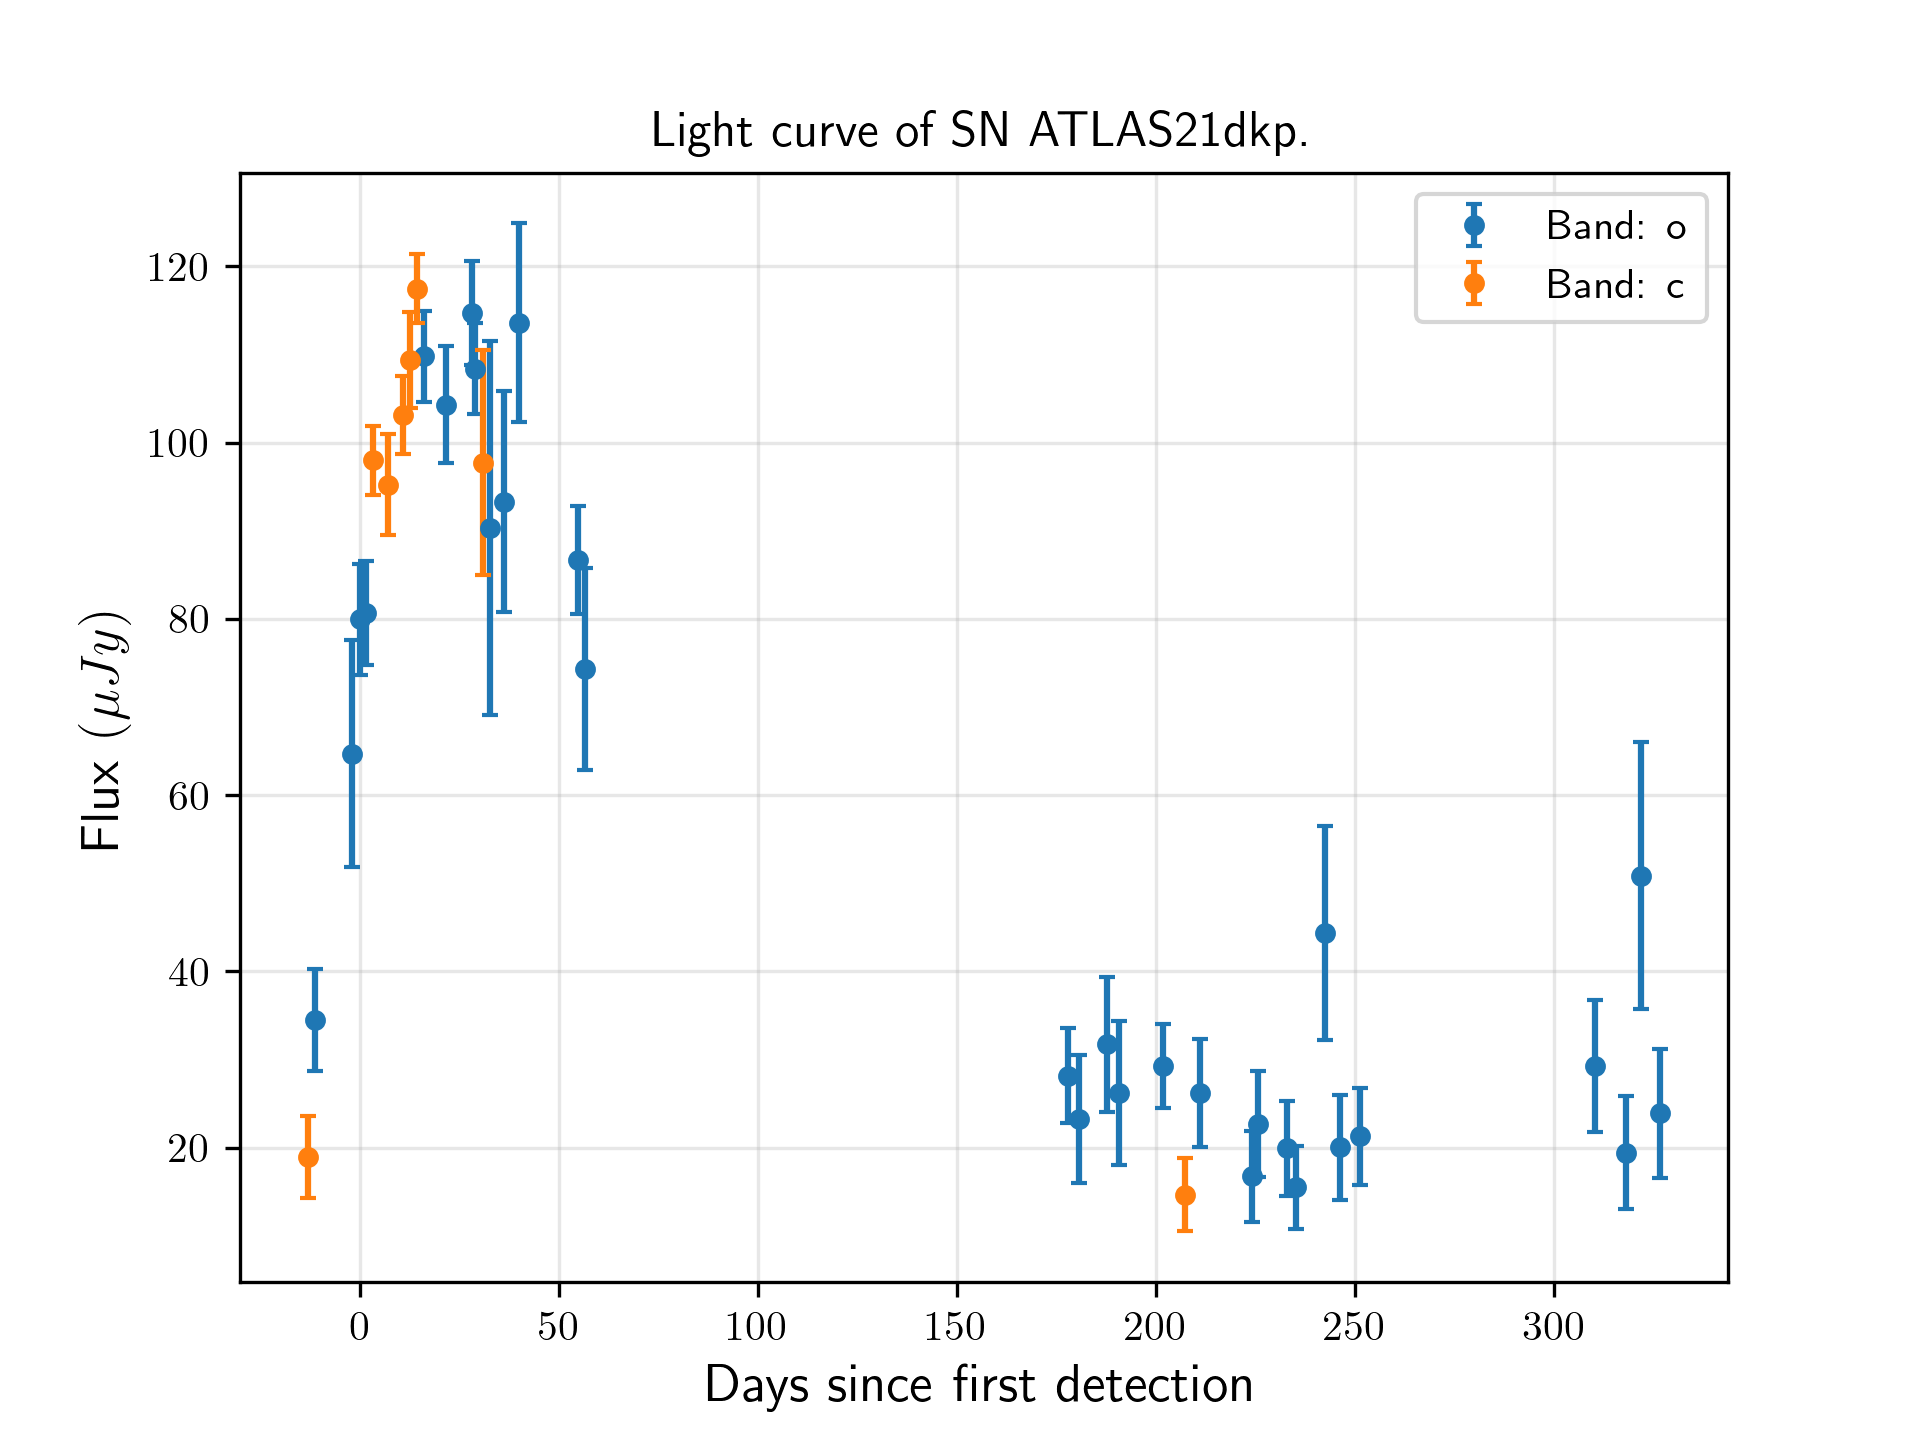 Light curve of SN ATLAS21dkp.
Band: o
Band: c
120
100
80
60
40
20
Flux (μJy)
0 50 100 150 200 250 300
Days since first detection